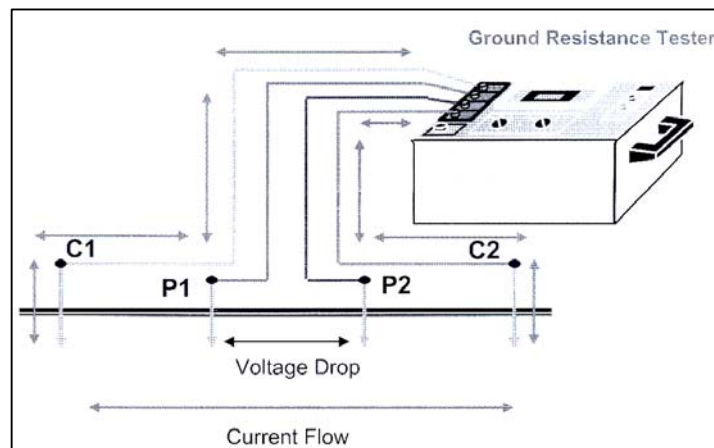 Ground Resistance Tester
C1
C2
P1
P2
Voltage Drop
Current Flow